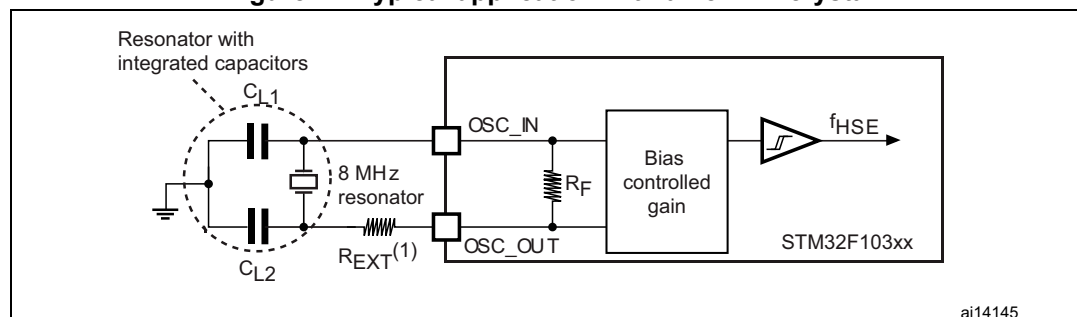 Resonator with
integrated capacitors
CL1
OSC_IN
fHSE
8 MHz
resonator
RF
Bias
controlled
gain
STM32F103xx
REXT(1)
OSC_OUT
CL2
ai14145